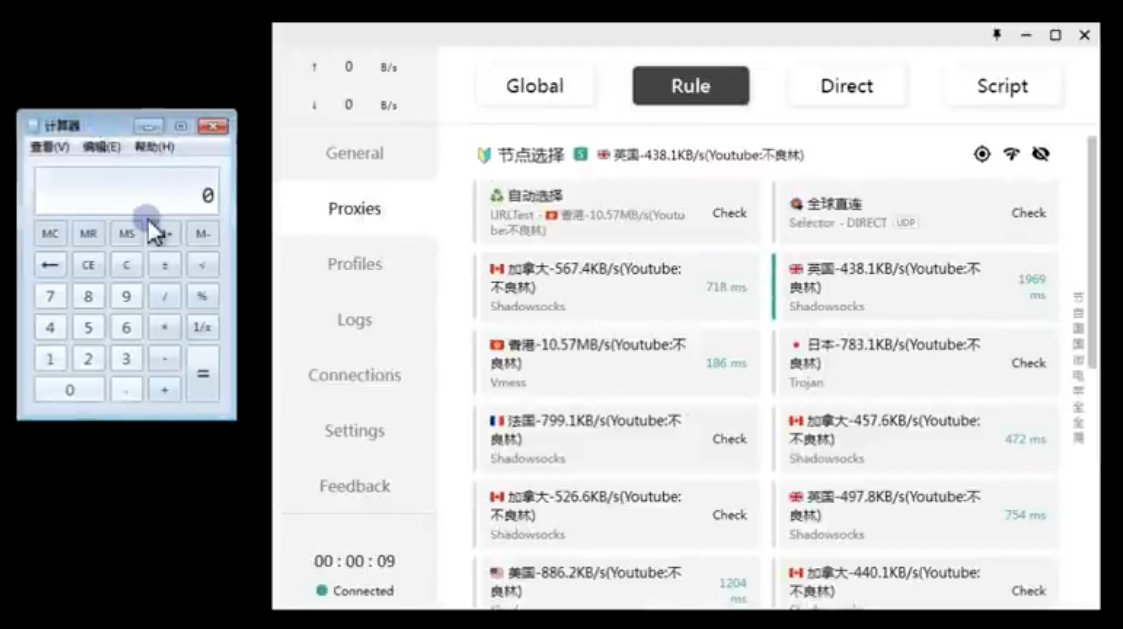 计算器
查看(V) 编辑(E) 帮助(H)
0
MC MR MS M-
← CE C ± √
7 8 9 / %
4 5 6 * 1/x
1 2 3 - =
0 . +
↑ 0 B/s
↓ 0 B/s
General
Proxies
Profiles
Logs
Connections
Settings
Feedback
00 : 00 : 09
Connected
Global Rule Direct Script
节点选择 S 英国-438.1KB/s(Youtube:不良林)
自动选择
URLTest - 香港-10.57MB/s(Youtu
be:不良林)
Check
全球直连
Selector - DIRECT UDP
Check
加拿大-567.4KB/s(Youtube:
不良林)
Shadowsocks
718 ms
英国-438.1KB/s(Youtube:不
良林)
Shadowsocks
1969
ms
香港-10.57MB/s(Youtube:不
良林)
Vmess
186 ms
日本-783.1KB/s(Youtube:不
良林)
Trojan
Check
法国-799.1KB/s(Youtube:不
良林)
Shadowsocks
Check
加拿大-457.6KB/s(Youtube:
不良林)
Shadowsocks
472 ms
加拿大-526.6KB/s(Youtube:
不良林)
Shadowsocks
Check
英国-497.8KB/s(Youtube:不
良林)
Shadowsocks
754 ms
美国-886.2KB/s(Youtube:不
良林)
1204
ms
加拿大-440.1KB/s(Youtube:
不良林)
Check
节
自
国
国
微
电
苹
全
全
漏